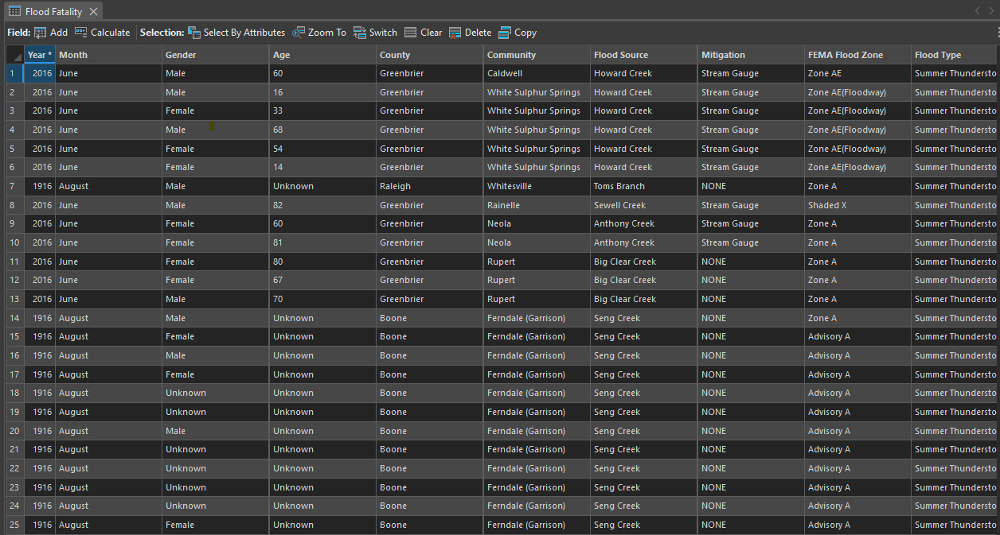 Flood Fatality
Field: Add Calculate Selection: Select By Attributes Zoom To Switch Clear Delete Copy
Year * Month Gender Age County Community Flood Source Mitigation FEMA Flood Zone Flood Type
1 2016 June Male 60 Greenbrier Caldwell Howard Creek Stream Gauge Zone AE Summer Thundersto
2 2016 June Male 16 Greenbrier White Sulphur Springs Howard Creek Stream Gauge Zone AE(Floodway) Summer Thundersto
3 2016 June Female 33 Greenbrier White Sulphur Springs Howard Creek Stream Gauge Zone AE(Floodway) Summer Thundersto
4 2016 June Male 68 Greenbrier White Sulphur Springs Howard Creek Stream Gauge Zone AE(Floodway) Summer Thundersto
5 2016 June Female 54 Greenbrier White Sulphur Springs Howard Creek Stream Gauge Zone AE(Floodway) Summer Thundersto
6 2016 June Female 14 Greenbrier White Sulphur Springs Howard Creek Stream Gauge Zone AE(Floodway) Summer Thundersto
7 1916 August Male Unknown Raleigh Whitesville Toms Branch NONE Zone A Summer Thundersto
8 2016 June Male 82 Greenbrier Rainelle Sewell Creek Stream Gauge Shaded X Summer Thundersto
9 2016 June Female 60 Greenbrier Neola Anthony Creek Stream Gauge Zone A Summer Thundersto
10 2016 June Female 81 Greenbrier Neola Anthony Creek Stream Gauge Zone A Summer Thundersto
11 2016 June Female 80 Greenbrier Rupert Big Clear Creek NONE Zone A Summer Thundersto
12 2016 June Female 67 Greenbrier Rupert Big Clear Creek NONE Zone A Summer Thundersto
13 2016 June Male 70 Greenbrier Rupert Big Clear Creek NONE Zone A Summer Thundersto
14 1916 August Male Unknown Boone Ferndale (Garrison) Seng Creek NONE Zone A Summer Thundersto
15 1916 August Female Unknown Boone Ferndale (Garrison) Seng Creek NONE Advisory A Summer Thundersto
16 1916 August Male Unknown Boone Ferndale (Garrison) Seng Creek NONE Advisory A Summer Thundersto
17 1916 August Female Unknown Boone Ferndale (Garrison) Seng Creek NONE Advisory A Summer Thundersto
18 1916 August Unknown Unknown Boone Ferndale (Garrison) Seng Creek NONE Advisory A Summer Thundersto
19 1916 August Unknown Unknown Boone Ferndale (Garrison) Seng Creek NONE Advisory A Summer Thundersto
20 1916 August Male Unknown Boone Ferndale (Garrison) Seng Creek NONE Advisory A Summer Thundersto
21 1916 August Unknown Unknown Boone Ferndale (Garrison) Seng Creek NONE Advisory A Summer Thundersto
22 1916 August Unknown Unknown Boone Ferndale (Garrison) Seng Creek NONE Advisory A Summer Thundersto
23 1916 August Unknown Unknown Boone Ferndale (Garrison) Seng Creek NONE Advisory A Summer Thundersto
24 1916 August Unknown Unknown Boone Ferndale (Garrison) Seng Creek NONE Advisory A Summer Thundersto
25 1916 August Female Unknown Boone Ferndale (Garrison) Seng Creek NONE Advisory A Summer Thundersto